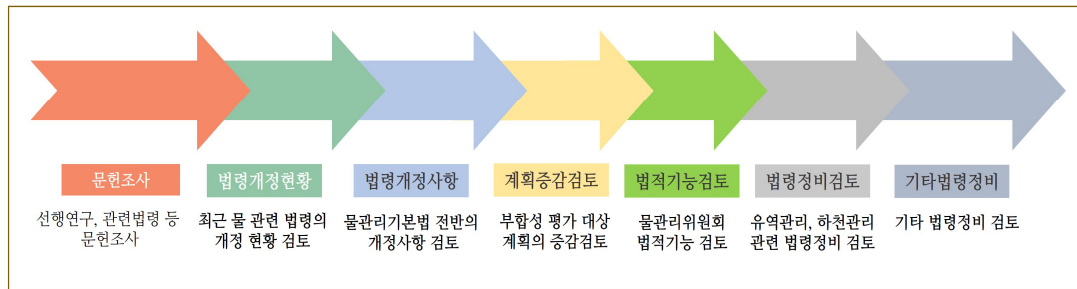 문헌조사
선행연구, 관련법령 등
문헌조사
법령개정현황
최근 물 관련 법령의
개정 현황 검토
법령개정사항
물관리기본법 전반의
개정사항 검토
계획증감검토
부합성 평가 대상
계획의 증감검토
법적기능검토
물관리위원회
법적기능 검토
법령정비검토
유역관리, 하천관리
관련 법령정비 검토
기타법령정비
기타 법령정비 검토